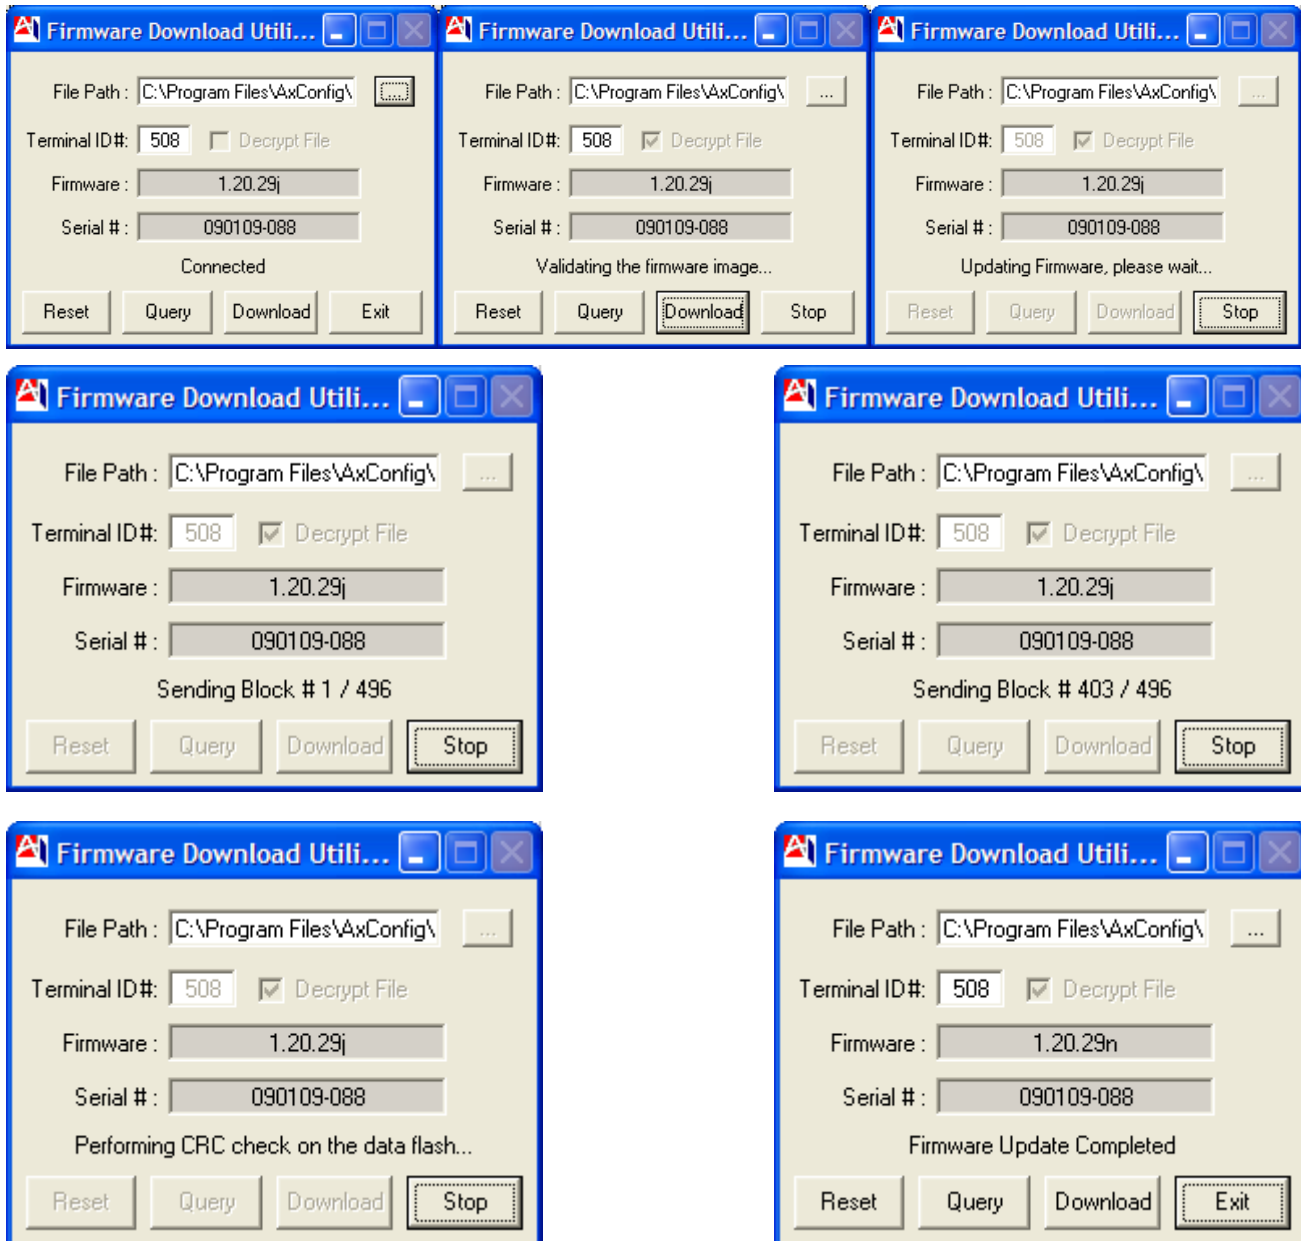 Firmware Download Utili...
File Path : C:\Program Files\AxConfig\ ...
Terminal ID#: 508 Decrypt File
Firmware : 1.20.29j
Serial # : 090109-088
Connected
Reset Query Download Exit
Firmware Download Utili...
File Path : C:\Program Files\AxConfig\ ...
Terminal ID#: 508 Decrypt File
Firmware : 1.20.29j
Serial # : 090109-088
Validating the firmware image...
Reset Query Download Stop
Firmware Download Utili...
File Path : C:\Program Files\AxConfig\ ...
Terminal ID#: 508 Decrypt File
Firmware : 1.20.29j
Serial # : 090109-088
Updating Firmware, please wait...
Reset Query Download Stop
Firmware Download Utili...
File Path : C:\Program Files\AxConfig\ ...
Terminal ID#: 508 Decrypt File
Firmware : 1.20.29j
Serial # : 090109-088
Sending Block # 1 / 496
Reset Query Download Stop
Firmware Download Utili...
File Path : C:\Program Files\AxConfig\ ...
Terminal ID#: 508 Decrypt File
Firmware : 1.20.29j
Serial # : 090109-088
Sending Block # 403 / 496
Reset Query Download Stop
Firmware Download Utili...
File Path : C:\Program Files\AxConfig\ ...
Terminal ID#: 508 Decrypt File
Firmware : 1.20.29j
Serial # : 090109-088
Performing CRC check on the data flash...
Reset Query Download Stop
Firmware Download Utili...
File Path : C:\Program Files\AxConfig\ ...
Terminal ID#: 508 Decrypt File
Firmware : 1.20.29n
Serial # : 090109-088
Firmware Update Completed
Reset Query Download Exit